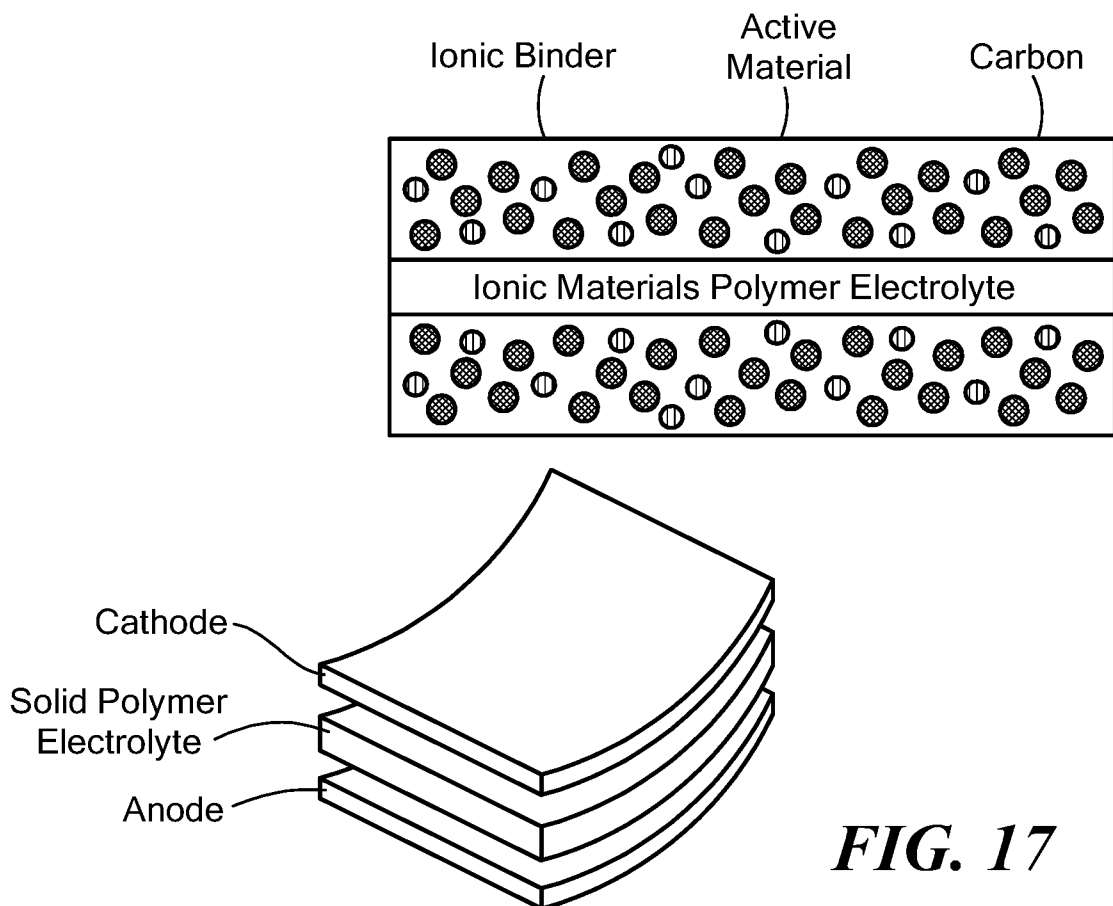 Ionic Binder
Active
Material
Carbon
Ionic Materials Polymer Electrolyte
Cathode
Solid Polymer
Electrolyte
Anode
FIG. 17